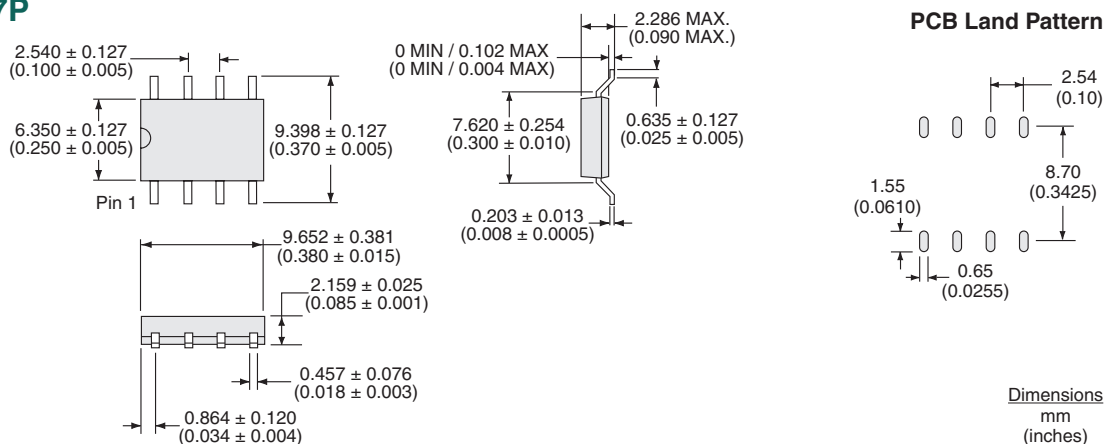 7P
2.540 ± 0.127
(0.100 ± 0.005)
6.350 ± 0.127
(0.250 ± 0.005)
9.398 ± 0.127
(0.370 ± 0.005)
Pin 1
9.652 ± 0.381
(0.380 ± 0.015)
2.159 ± 0.025
(0.085 ± 0.001)
0.457 ± 0.076
(0.018 ± 0.003)
0.864 ± 0.120
(0.034 ± 0.004)
2.286 MAX.
(0.090 MAX.)
0 MIN / 0.102 MAX
(0 MIN / 0.004 MAX)
7.620 ± 0.254
(0.300 ± 0.010)
0.635 ± 0.127
(0.025 ± 0.005)
0.203 ± 0.013
(0.008 ± 0.0005)
PCB Land Pattern
2.54
(0.10)
8.70
(0.3425)
1.55
(0.0610)
0.65
(0.0255)
Dimensions
mm
(inches)